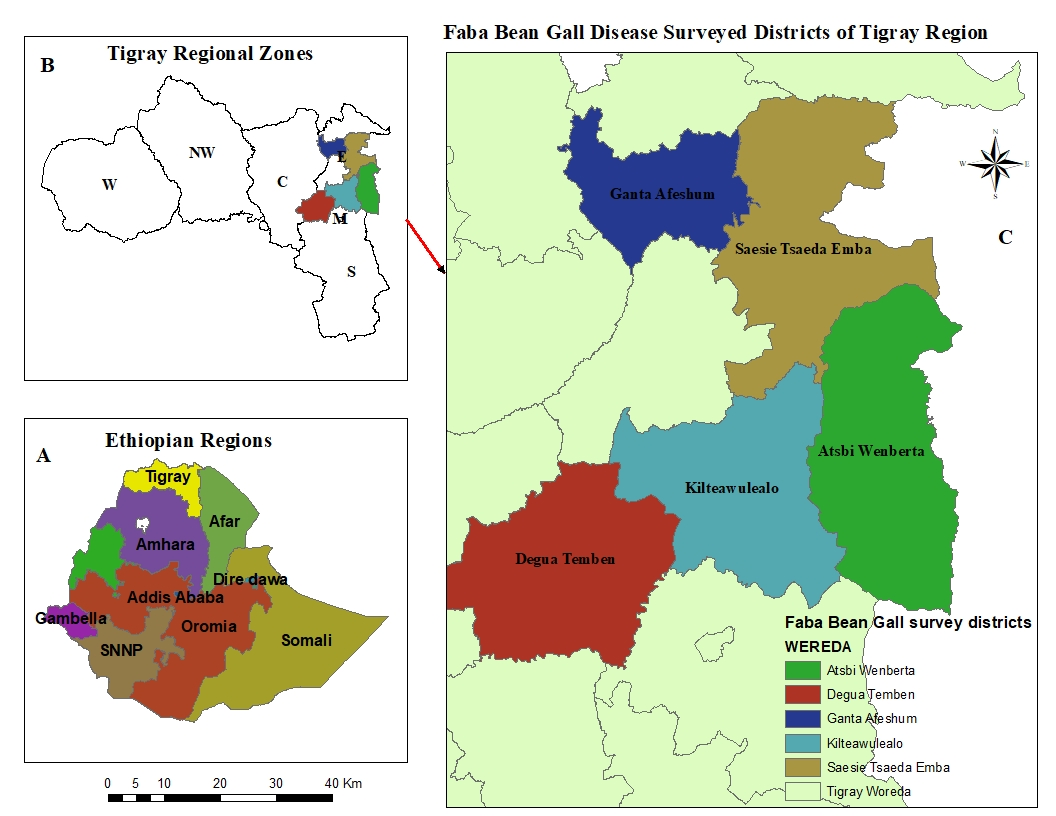 Faba Bean Gall Disease Surveyed Districts of Tigray Region
B
Tigray Regional Zones
W
NW
C
E
M
S
A
Ethiopian Regions
Tigray
Afar
Amhara
Dire dawa
Addis Ababa
Gambella
Oromia
SNNP
Somali
0 5 10 20 30 40 Km
N
W E
S
C
Ganta Afeshum
Saesie Tsaeda Emba
Atsbi Wenberta
Kilteawulealo
Degua Temben
Faba Bean Gall survey districts
WEREDA
Atsbi Wenberta
Degua Temben
Ganta Afeshum
Kilteawulealo
Saesie Tsaeda Emba
Tigray Woreda